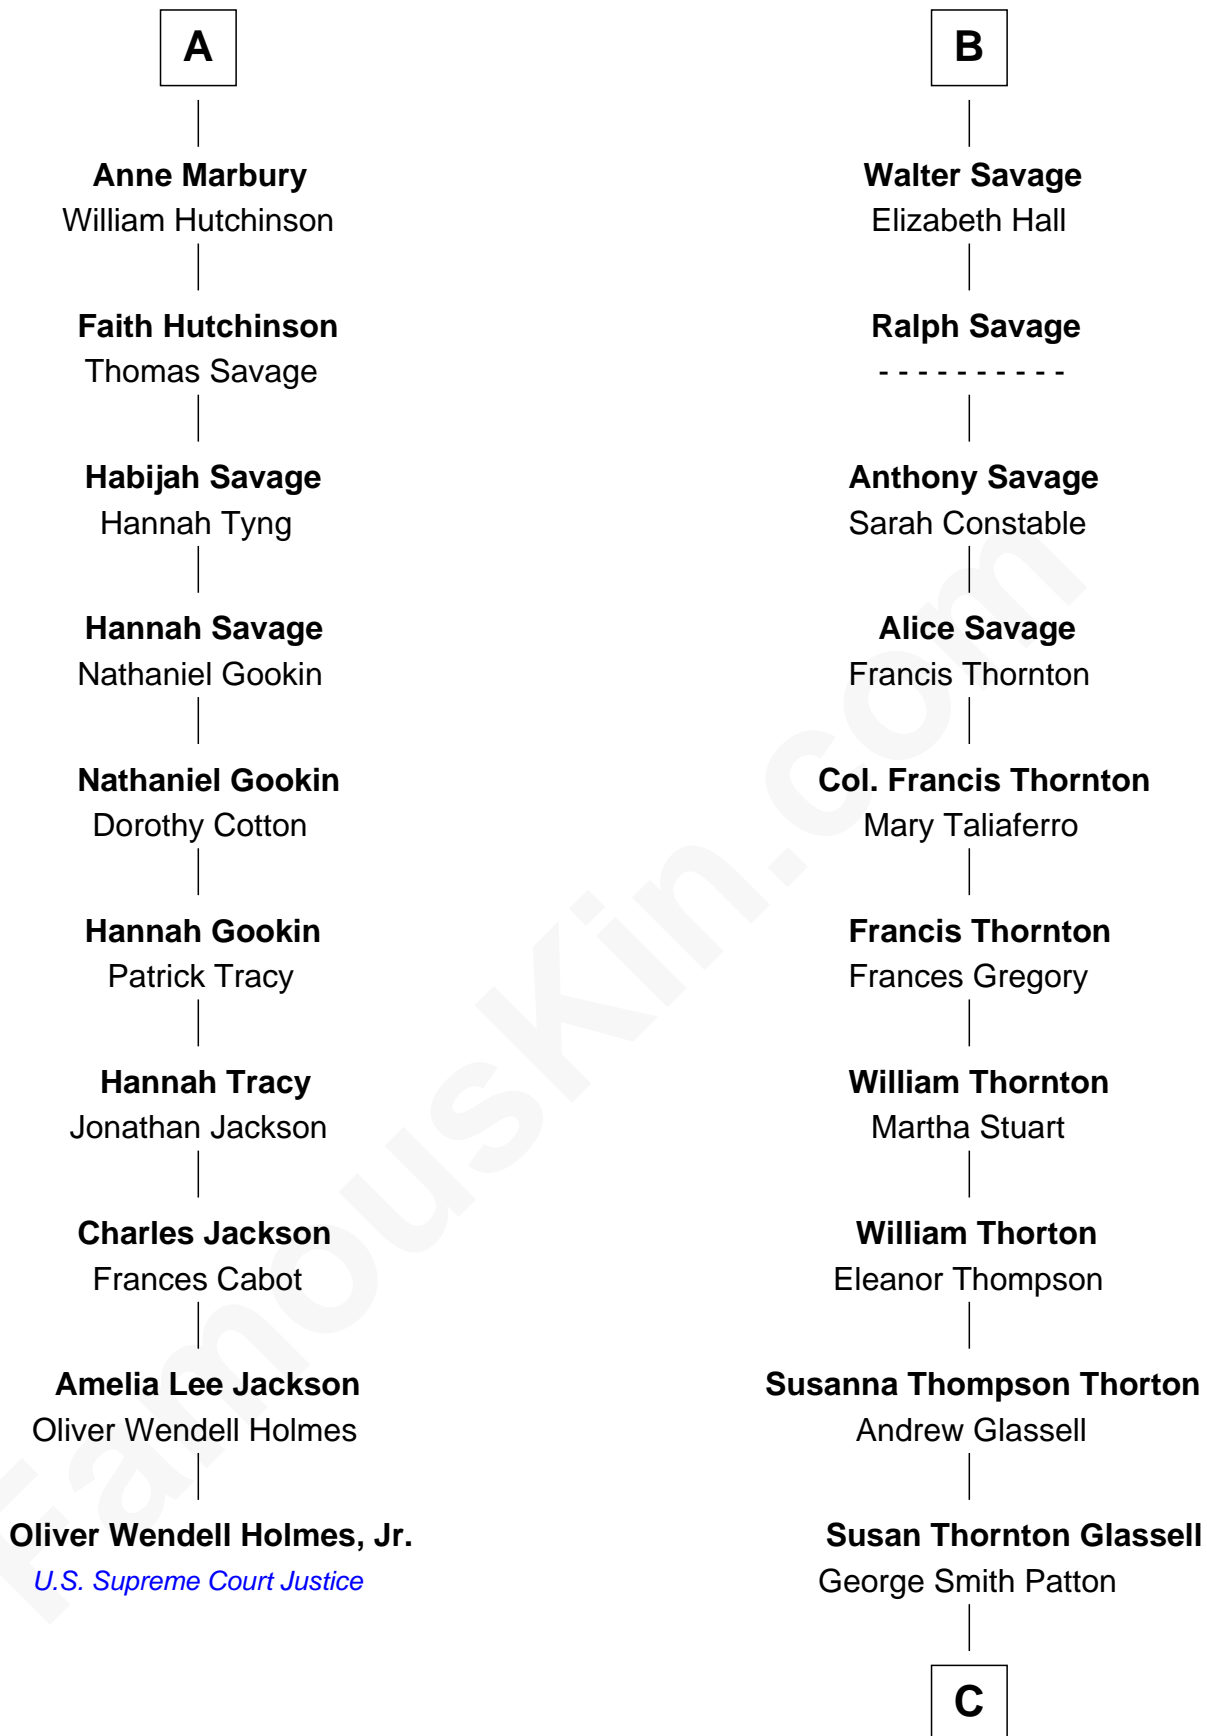 A
Anne Marbury
William Hutchinson
Faith Hutchinson
Thomas Savage
Habijah Savage
Hannah Tyng
Hannah Savage
Nathaniel Gookin
Nathaniel Gookin
Dorothy Cotton
Hannah Gookin
Patrick Tracy
Hannah Tracy
Jonathan Jackson
Charles Jackson
Frances Cabot
Amelia Lee Jackson
Oliver Wendell Holmes
Oliver Wendell Holmes, Jr.
U.S. Supreme Court Justice
B
Walter Savage
Elizabeth Hall
Ralph Savage
- - - - - - - - - -
Anthony Savage
Sarah Constable
Alice Savage
Francis Thornton
Col. Francis Thornton
Mary Taliaferro
Francis Thornton
Frances Gregory
William Thornton
Martha Stuart
William Thorton
Eleanor Thompson
Susanna Thompson Thorton
Andrew Glassell
Susan Thornton Glassell
George Smith Patton
C
FamousKin.com